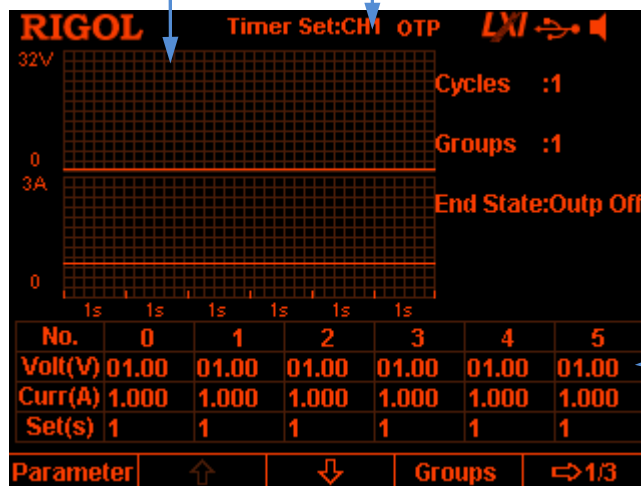 RIGOL Timer Set:CH1 OTP LXI
32V
Cycles :1
0
Groups :1
3A
End State:Outp Off
0
1s 1s 1s 1s 1s 1s
No. 0 1 2 3 4 5
Volt(V) 01.00 01.00 01.00 01.00 01.00 01.00
Curr(A) 1.000 1.000 1.000 1.000 1.000 1.000
Set(s) 1 1 1 1 1 1
Parameter Groups 1/3